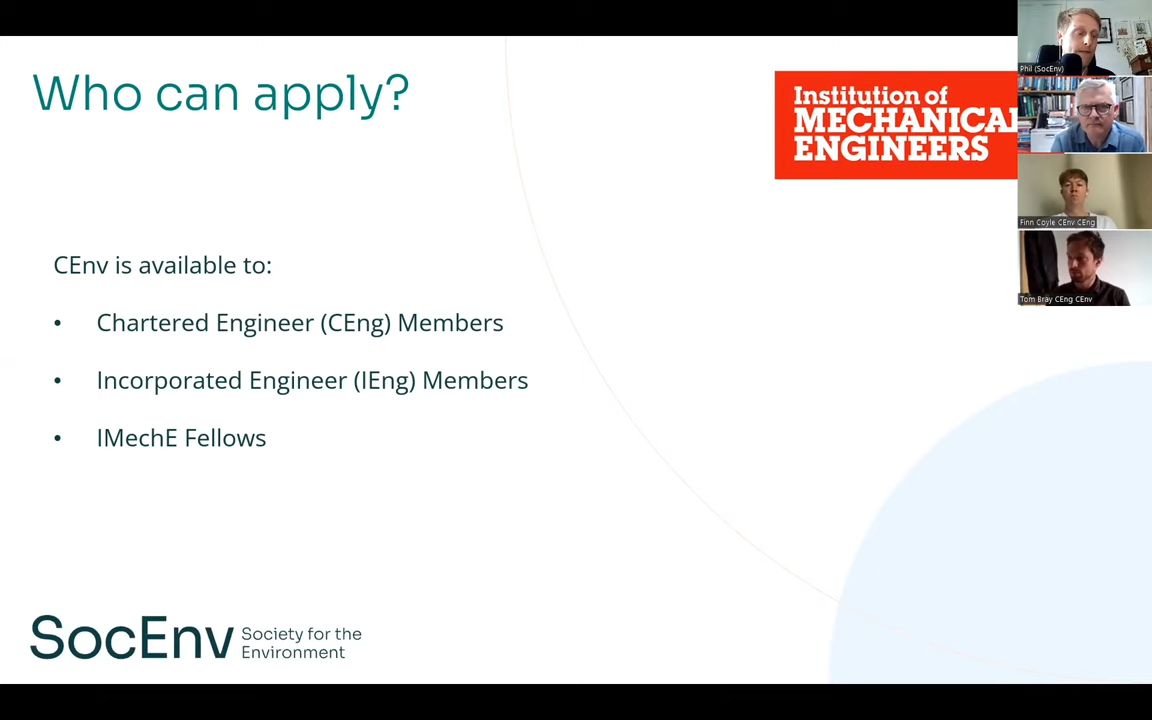 Who can apply?
Institution of
MECHANICAL
ENGINEERS
CEnv is available to:
• Chartered Engineer (CEng) Members
• Incorporated Engineer (IEng) Members
• IMechE Fellows
SocEnv
Society for the
Environment
Phil (SocEnv)
Finn Coyle CEnv CEng
Tom Bray CEng CEnv